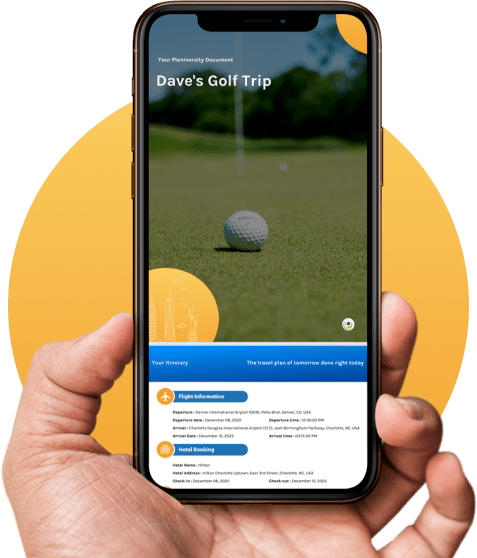 Your Planiversity Document
Dave's Golf Trip
Your Itinerary The travel plan of tomorrow done right today
Flight Information
Departure : Denver International Airport (DEN), Peña Blvd, Denver, CO, USA
Departure date : December 08, 2022 Departure time : 12:30:00 PM
Arrival : Charlotte Douglas International Airport (CLT), Josh Birmingham Parkway, Charlotte, NC, USA
Arrival Date : December 15, 2022 Arrival time : 03:15:00 PM
Hotel Booking
Hotel Name : Hilton
Hotel Address : Hilton Charlotte Uptown, East 3rd Street, Charlotte, NC, USA
Check-in : December 08, 2022 Check-out : December 15, 2022